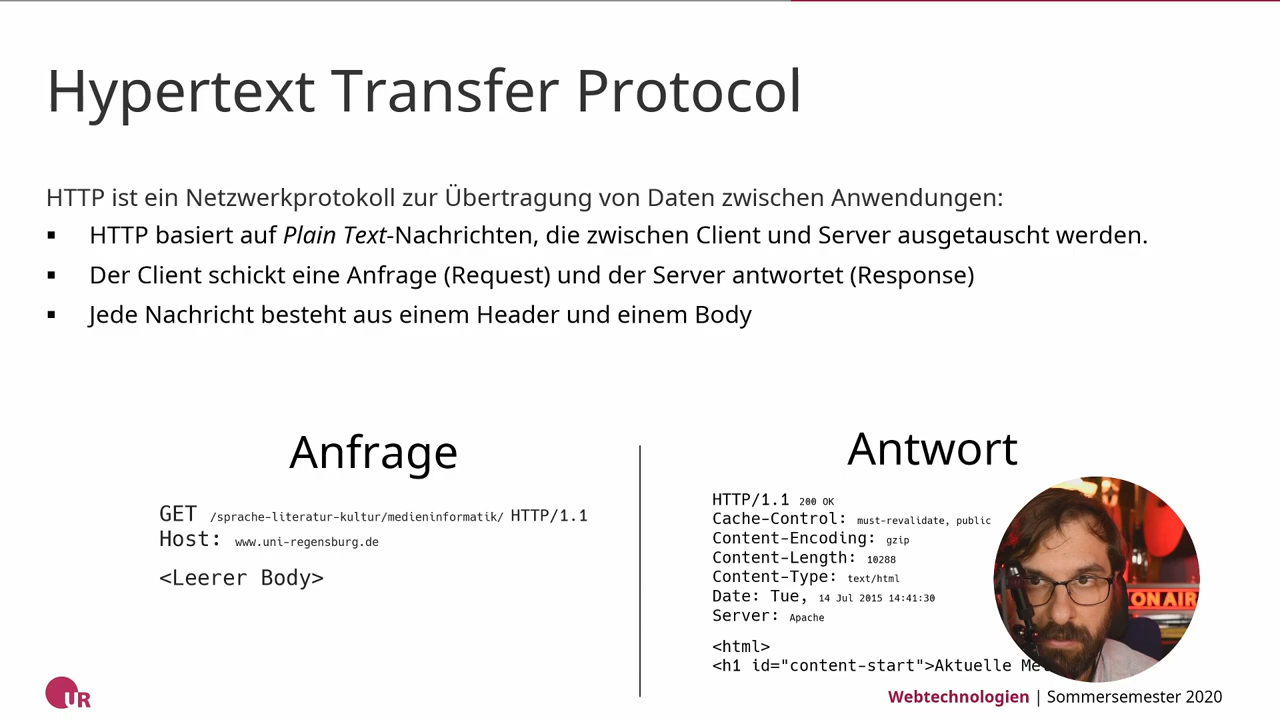 Hypertext Transfer Protocol
HTTP ist ein Netzwerkprotokoll zur Übertragung von Daten zwischen Anwendungen:
▪ HTTP basiert auf Plain Text-Nachrichten, die zwischen Client und Server ausgetauscht werden.
▪ Der Client schickt eine Anfrage (Request) und der Server antwortet (Response)
▪ Jede Nachricht besteht aus einem Header und einem Body
Anfrage
GET /sprache-literatur-kultur/medieninformatik/ HTTP/1.1
Host: www.uni-regensburg.de
<Leerer Body>
Antwort
HTTP/1.1 200 OK
Cache-Control: must-revalidate, public
Content-Encoding: gzip
Content-Length: 10288
Content-Type: text/html
Date: Tue, 14 Jul 2015 14:41:30
Server: Apache
<html>
<h1 id="content-start">Aktuelle
ON AIR
UR
Webtechnologien | Sommersemester 2020